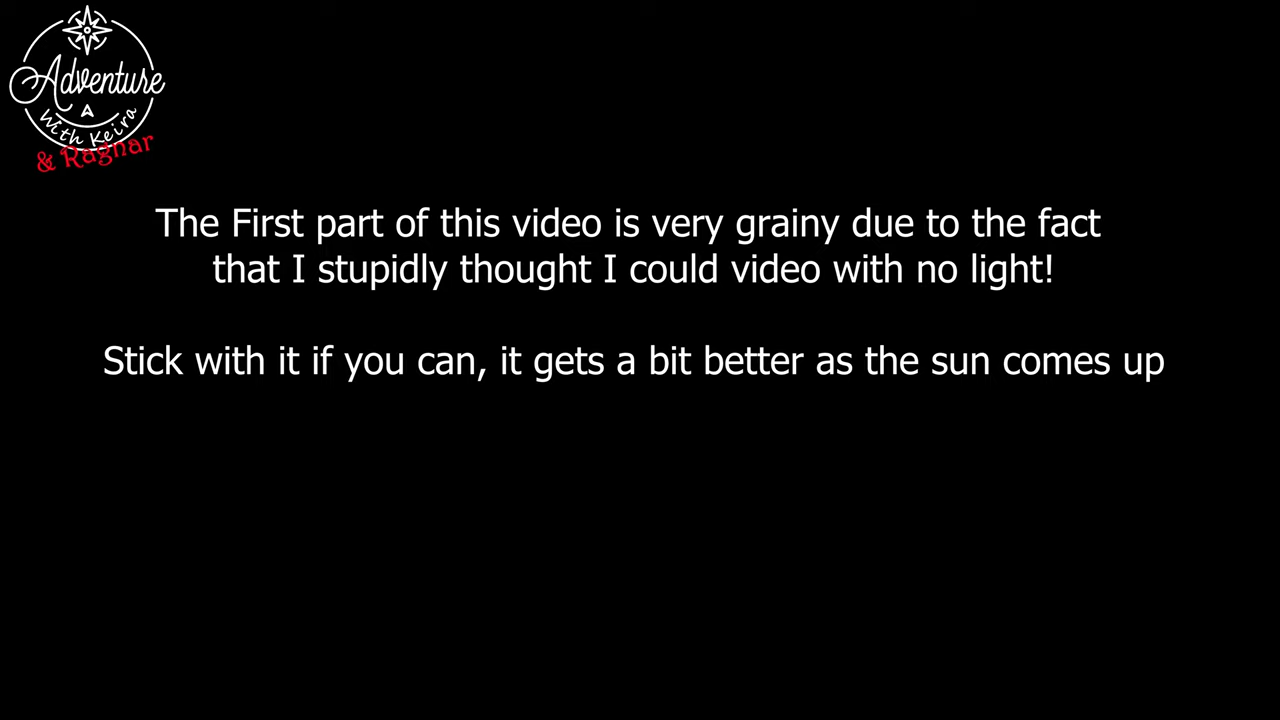 Adventure
With Keira
& Ragnar
The First part of this video is very grainy due to the fact
that I stupidly thought I could video with no light!
Stick with it if you can, it gets a bit better as the sun comes up